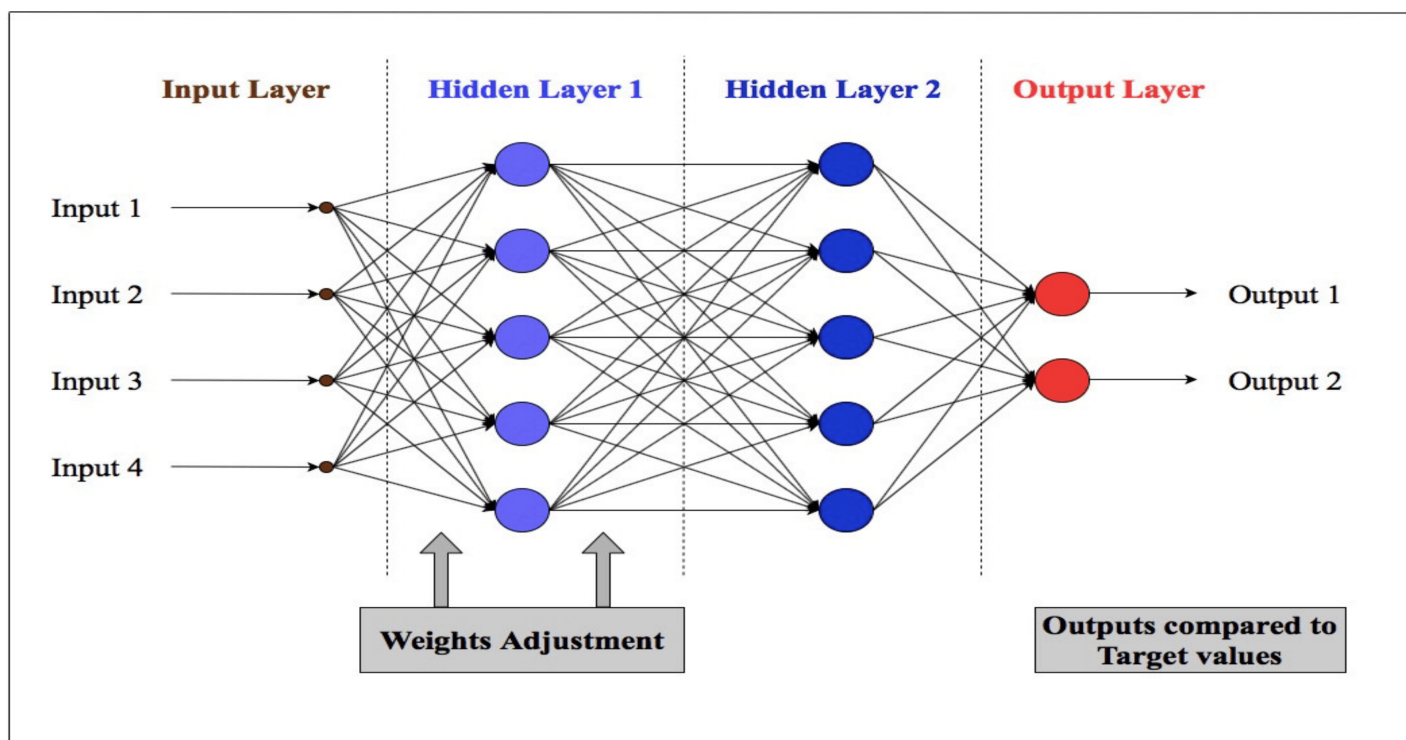 Input Layer
Hidden Layer 1
Hidden Layer 2
Output Layer
Input 1
Input 2
Input 3
Input 4
Output 1
Output 2
Weights Adjustment
Outputs compared to
Target values